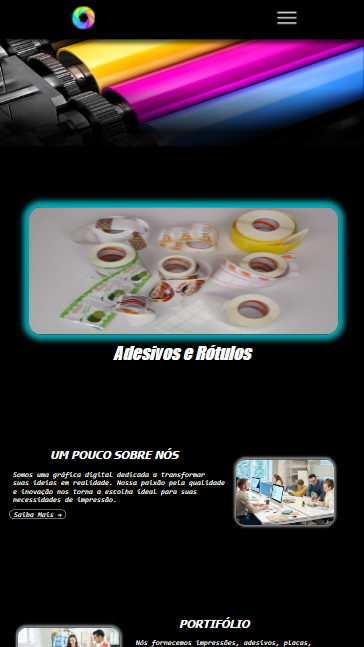 Adesivos e Rótulos
UM POUCO SOBRE NÓS
Somos uma gráfica digital dedicada a transformar
suas ideias em realidade. Nossa paixão pela qualidade
e inovação nos torna a escolha ideal para suas
necessidades de impressão.
Saiba Mais →
PORTIFÓLIO
Nós fornecemos impressões, adesivos, placas,